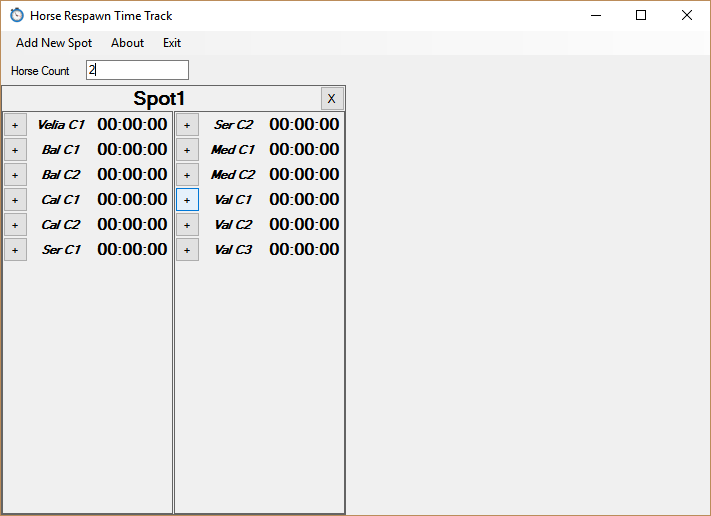 Horse Respawn Time Track
Add New Spot About Exit
Horse Count 2
Spot1 X
+ Velia C1 00:00:00 + Ser C2 00:00:00
+ Bal C1 00:00:00 + Med C1 00:00:00
+ Bal C2 00:00:00 + Med C2 00:00:00
+ Cal C1 00:00:00 + Val C1 00:00:00
+ Cal C2 00:00:00 + Val C2 00:00:00
+ Ser C1 00:00:00 + Val C3 00:00:00